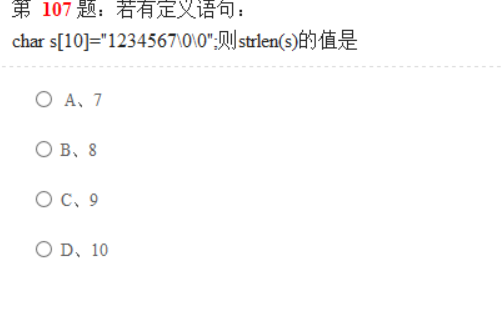 第 107 题：若有定义语句：
char s[10]="1234567\0\0";则strlen(s)的值是
A、7
B、8
C、9
D、10